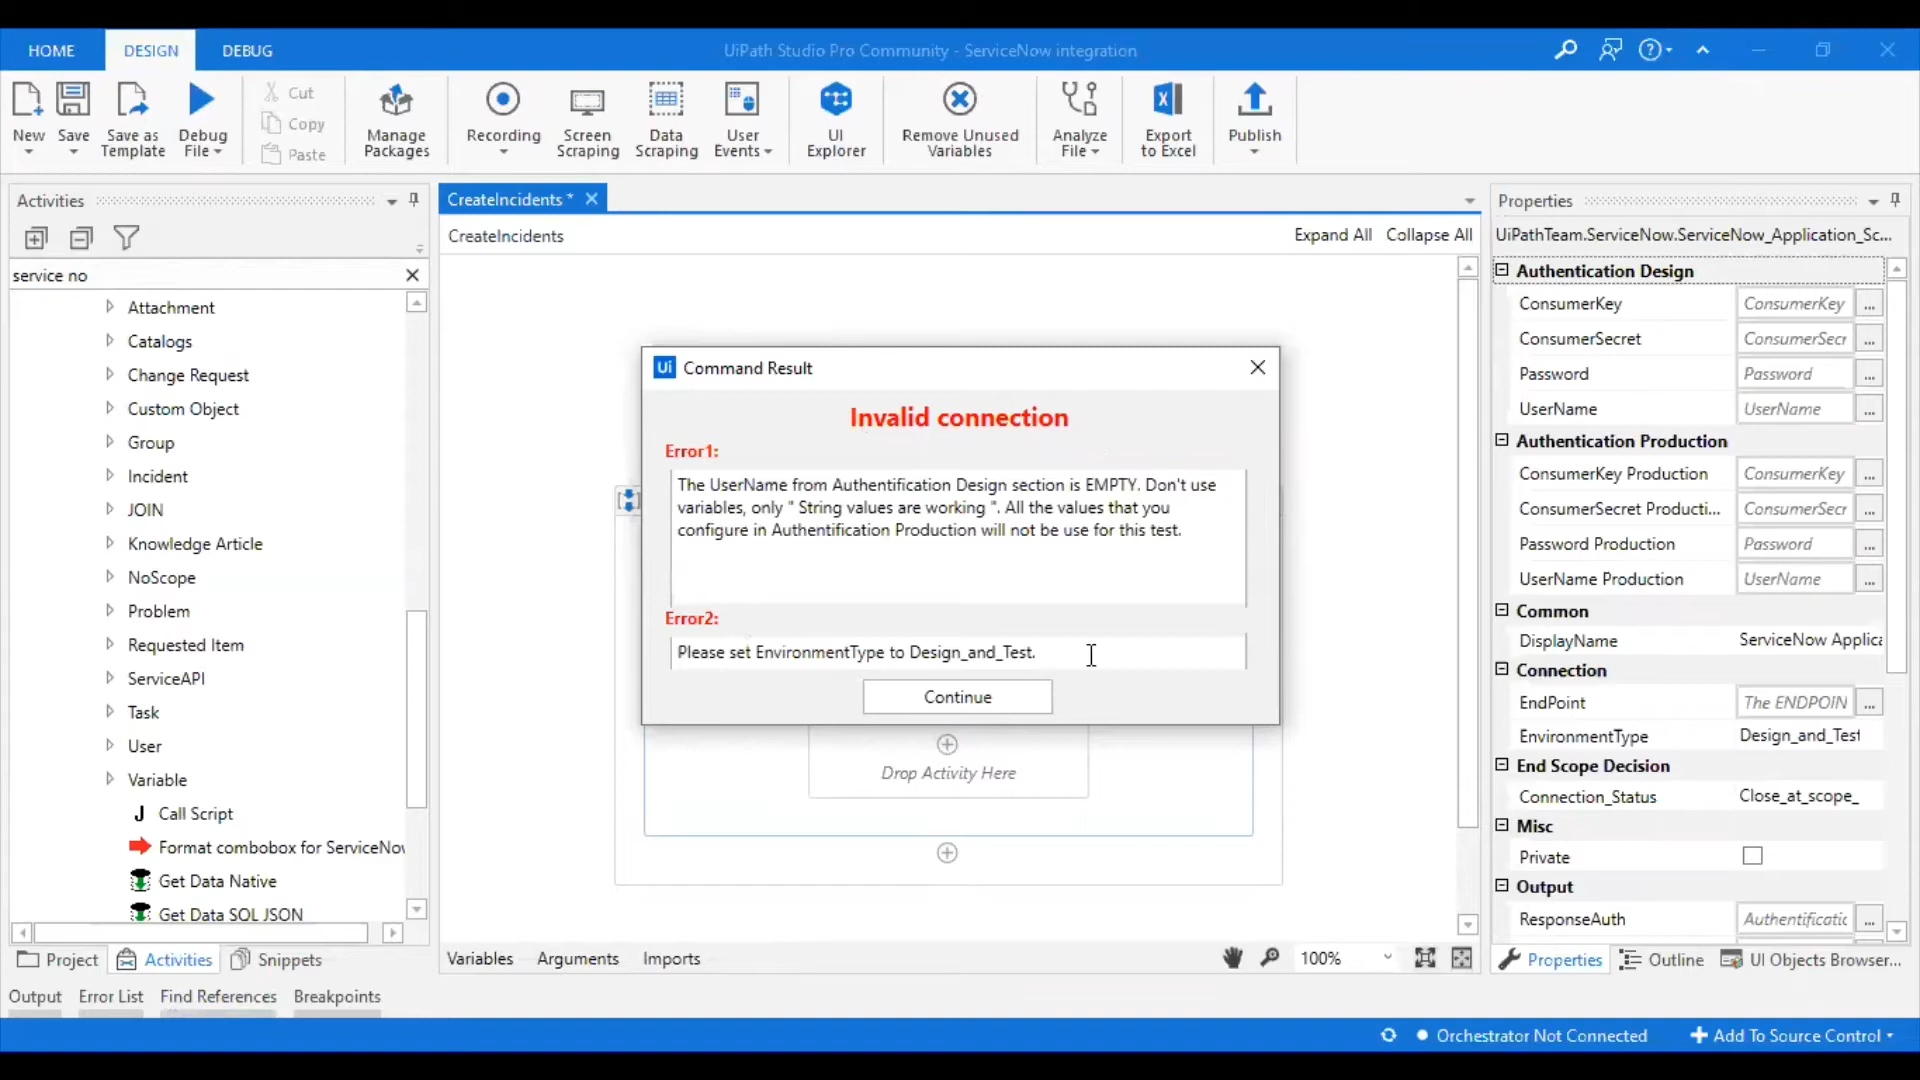 HOME
DESIGN
DEBUG
UiPath Studio Pro Community - ServiceNow integration
New
Save
Save as Template
Debug File
Cut
Copy
Paste
Manage Packages
Recording
Screen Scraping
Data Scraping
User Events
UI Explorer
Remove Unused Variables
Analyze File
Export to Excel
Publish
Activities
service no
Attachment
Catalogs
Change Request
Custom Object
Group
Incident
JOIN
Knowledge Article
NoScope
Problem
Requested Item
ServiceAPI
Task
User
Variable
J Call Script
Format combobox for ServiceNov
Get Data Native
Get Data SQL JSON
Project
Activities
Snippets
CreateIncidents *
CreateIncidents
Expand All
Collapse All
Ui Command Result
Invalid connection
Error1:
The UserName from Authentification Design section is EMPTY. Don't use
variables, only " String values are working ". All the values that you
configure in Authentification Production will not be use for this test.
Error2:
Please set EnvironmentType to Design_and_Test.
Continue
Drop Activity Here
Variables
Arguments
Imports
100%
Properties
UiPathTeam.ServiceNow.ServiceNow_Application_Sc...
Authentication Design
ConsumerKey ConsumerKey ...
ConsumerSecret ConsumerSecr ...
Password Password ...
UserName UserName ...
Authentication Production
ConsumerKey Production ConsumerKey ...
ConsumerSecret Producti... ConsumerSecr ...
Password Production Password ...
UserName Production UserName ...
Common
DisplayName ServiceNow Applica
Connection
EndPoint The ENDPOIN ...
EnvironmentType Design_and_Test
End Scope Decision
Connection_Status Close_at_scope_
Misc
Private
Output
ResponseAuth Authentificatic ...
Properties
Outline
UI Objects Browser...
Output
Error List
Find References
Breakpoints
Orchestrator Not Connected
Add To Source Control